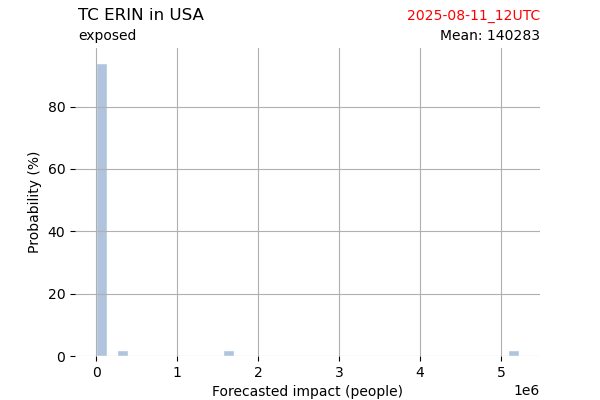 TC ERIN in USA
2025-08-11_12UTC
exposed
Mean: 140283
Probability (%)
80
60
40
20
0
0 1 2 3 4 5
1e6
Forecasted impact (people)